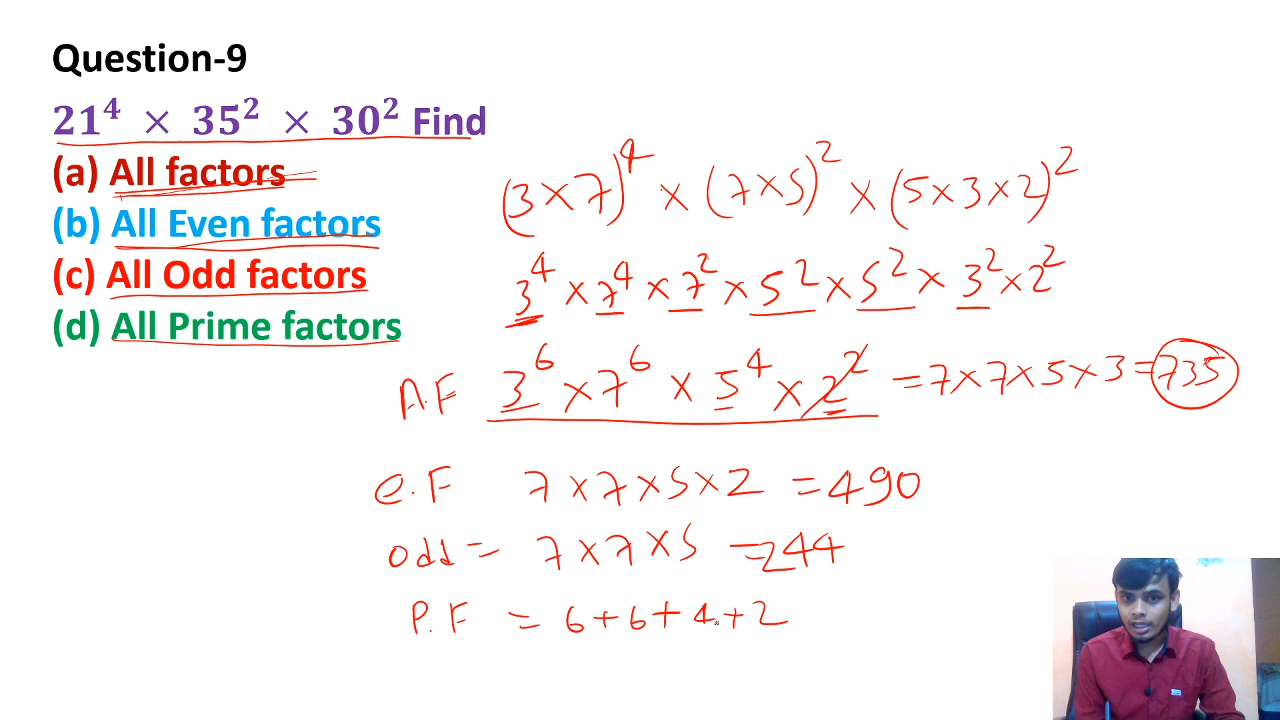 Question-9
21⁴ × 35² × 30² Find
(a) All factors
(b) All Even factors
(c) All Odd factors
(d) All Prime factors
(3×7)⁴ × (7×5)² × (5×3×2)²
3⁴ × 7⁴ × 7² × 5² × 5² × 3² × 2²
A.F 3⁶ × 7⁶ × 5⁴ × 2² = 7×7×5×3 = 735
e.F 7×7×5×2 = 490
odd = 7×7×5 = 244
P.F = 6+6+4+2